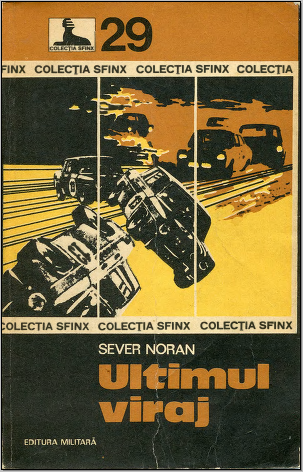 COLECȚIA SFINX
29
FINX COLECȚIA SFINX COLECȚIA SFINX COLECȚIA
COLECȚIA SFINX COLECȚIA SFINX COLECȚIA SFINX
SEVER NORAN
Ultimul
viraj
EDITURA MILITARĂ